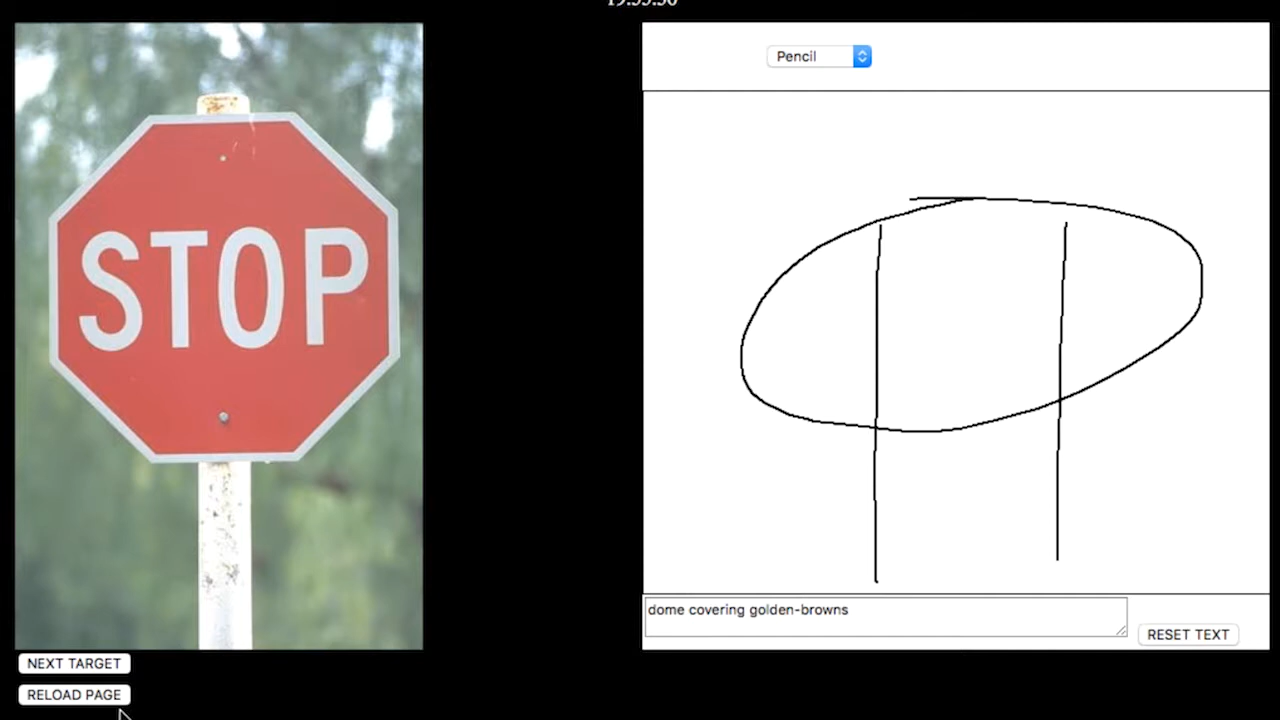 STOP
Pencil
dome covering golden-browns
RESET TEXT
NEXT TARGET
RELOAD PAGE